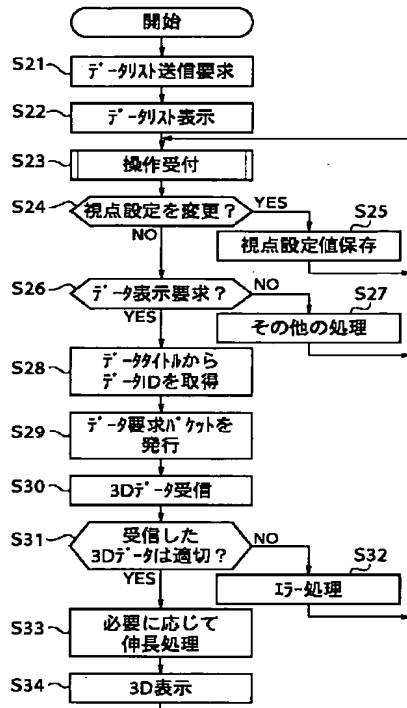 開始
S21
データリスト送信要求
S22
データリスト表示
S23
操作受付
S24
視点設定を変更?
YES
S25
視点設定値保存
NO
S26
データ表示要求?
NO
S27
その他の処理
YES
S28
データタイトルから
データIDを取得
S29
データ要求パケットを
発行
S30
3Dデータ受信
S31
受信した
3Dデータは適切?
NO
S32
エラー処理
YES
S33
必要に応じて
伸長処理
S34
3D表示